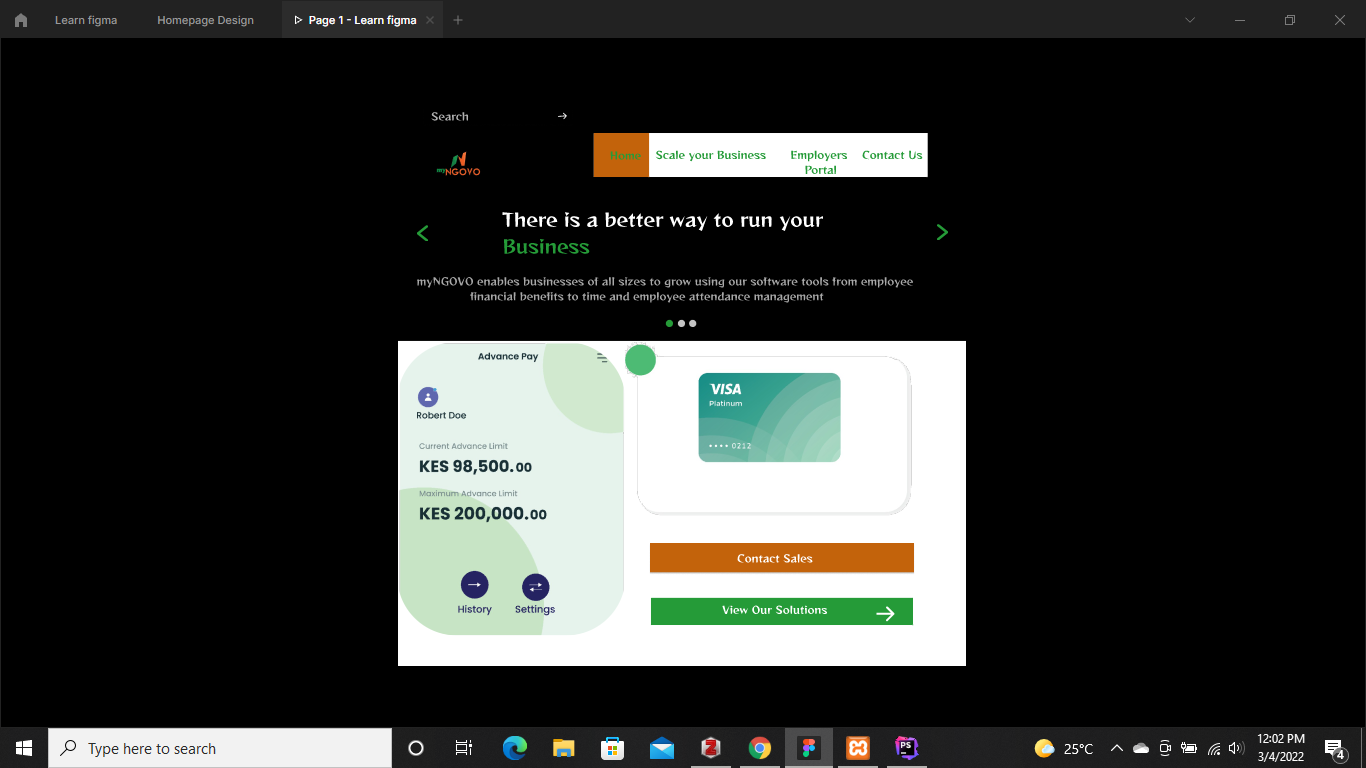 Learn figma
Homepage Design
Page 1 - Learn figma
Search
Home
Scale your Business
Employers
Portal
Contact Us
myNGOVO
There is a better way to run your
Business
myNGOVO enables businesses of all sizes to grow using our software tools from employee
financial benefits to time and employee attendance management
Advance Pay
Robert Doe
Current Advance Limit
KES 98,500.00
Maximum Advance Limit
KES 200,000.00
History
Settings
VISA
Platinum
•••• 0212
Contact Sales
View Our Solutions
Type here to search
Z
PS
25°C
12:02 PM
3/4/2022
4